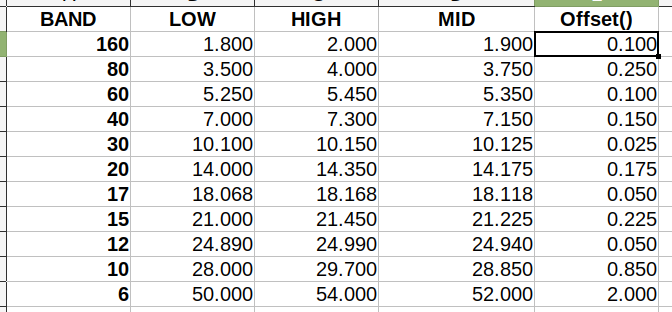 BAND LOW HIGH MID Offset()
160 1.800 2.000 1.900 0.100
80 3.500 4.000 3.750 0.250
60 5.250 5.450 5.350 0.100
40 7.000 7.300 7.150 0.150
30 10.100 10.150 10.125 0.025
20 14.000 14.350 14.175 0.175
17 18.068 18.168 18.118 0.050
15 21.000 21.450 21.225 0.225
12 24.890 24.990 24.940 0.050
10 28.000 29.700 28.850 0.850
6 50.000 54.000 52.000 2.000